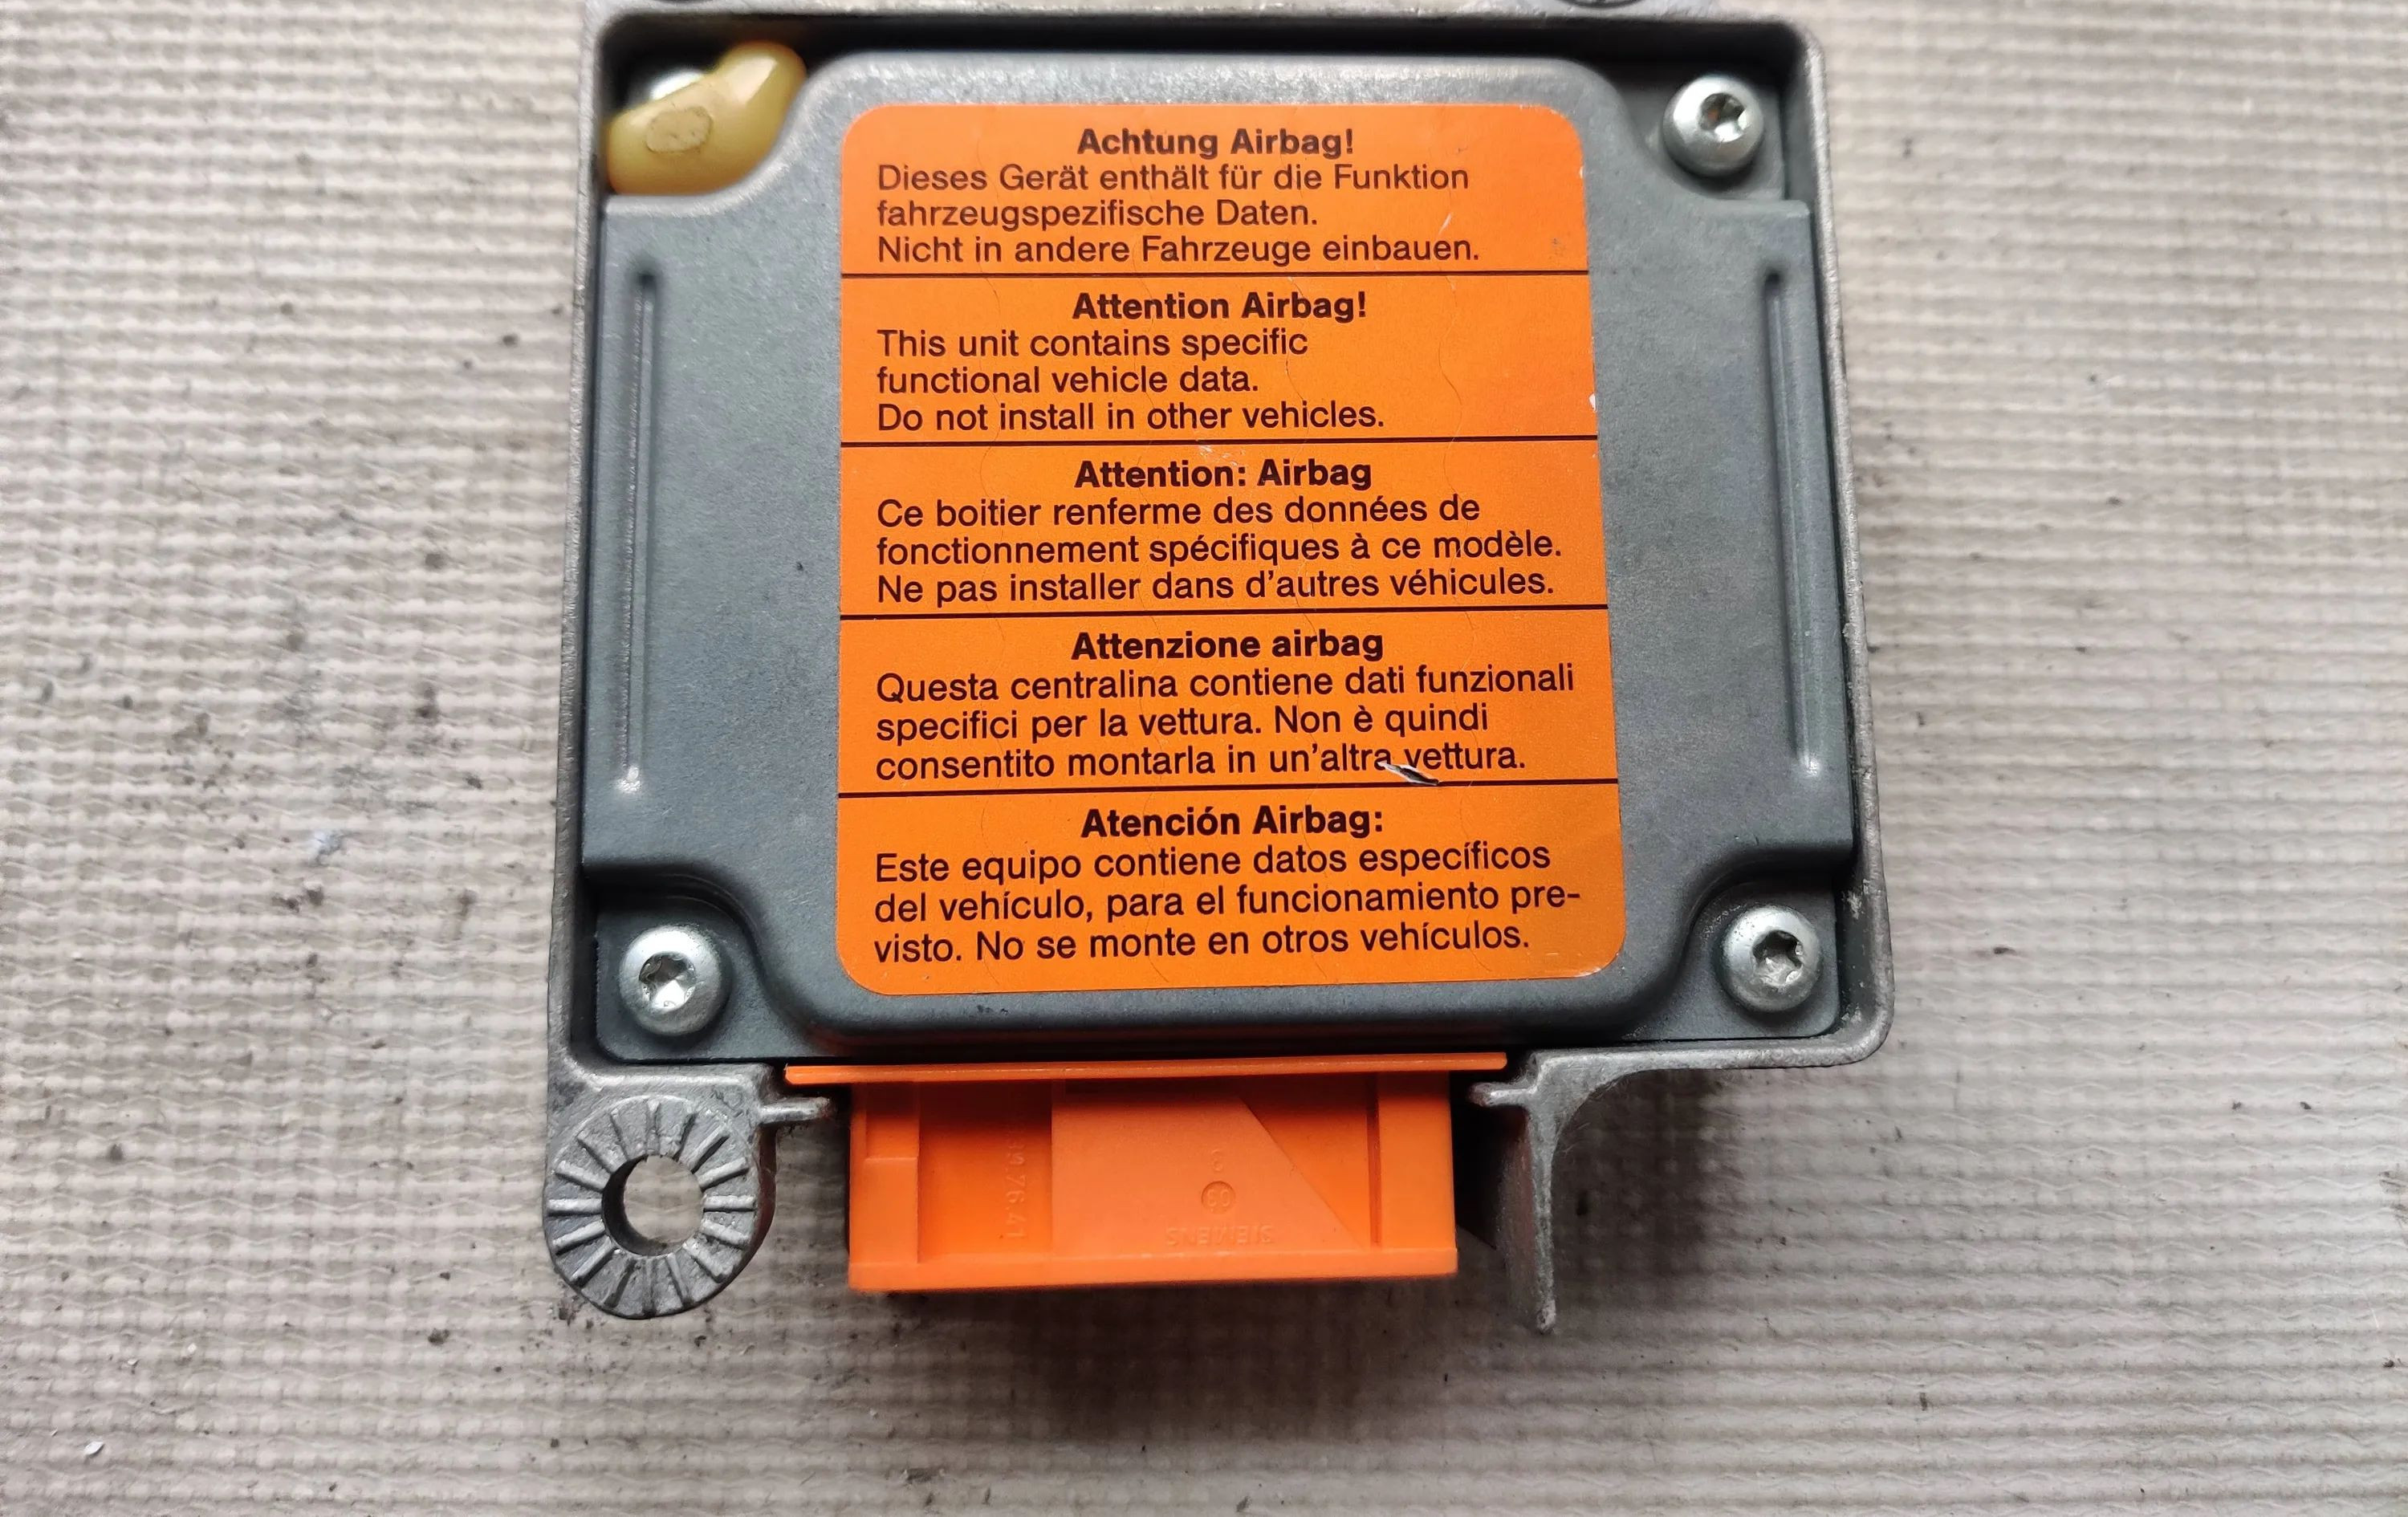 Achtung Airbag!
Dieses Gerät enthält für die Funktion
fahrzeugspezifische Daten.
Nicht in andere Fahrzeuge einbauen.
Attention Airbag!
This unit contains specific
functional vehicle data.
Do not install in other vehicles.
Attention: Airbag
Ce boitier renferme des données de
fonctionnement spécifiques à ce modèle.
Ne pas installer dans d'autres véhicules.
Attenzione airbag
Questa centralina contiene dati funzionali
specifici per la vettura. Non è quindi
consentito montarla in un'altra vettura.
Atención Airbag:
Este equipo contiene datos específicos
del vehículo, para el funcionamiento pre-
visto. No se monte en otros vehículos.
3
03
SIEMENS